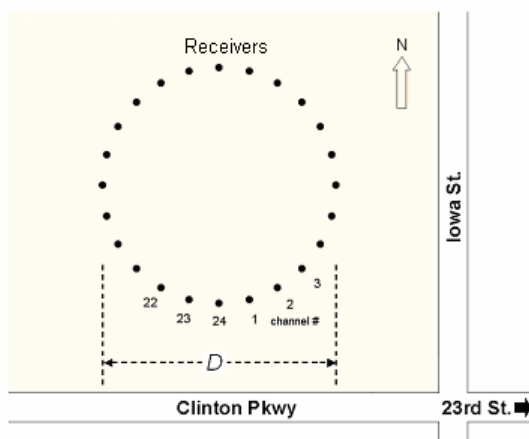 Receivers
N
Iowa St.
3
22
2
23
24
1
channel #
D
Clinton Pkwy
23rd St.